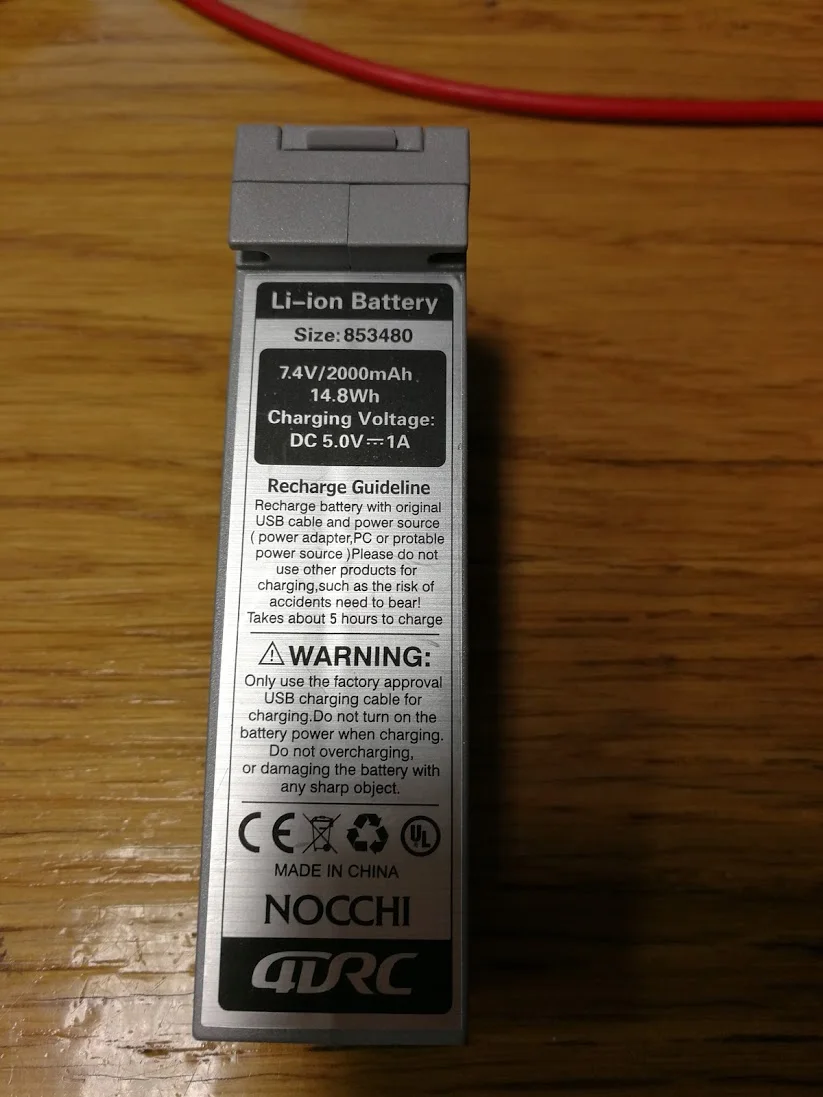 Li-ion Battery
Size:853480
7.4V/2000mAh
14.8Wh
Charging Voltage:
DC 5.0V⎓1A
Recharge Guideline
Recharge battery with original
USB cable and power source
( power adapter,PC or protable
power source )Please do not
use other products for
charging,such as the risk of
accidents need to bear!
Takes about 5 hours to charge
⚠WARNING:
Only use the factory approval
USB charging cable for
charging.Do not turn on the
battery power when charging.
Do not overcharging,
or damaging the battery with
any sharp object.
CE UL
MADE IN CHINA
NOCCHI
4DRC